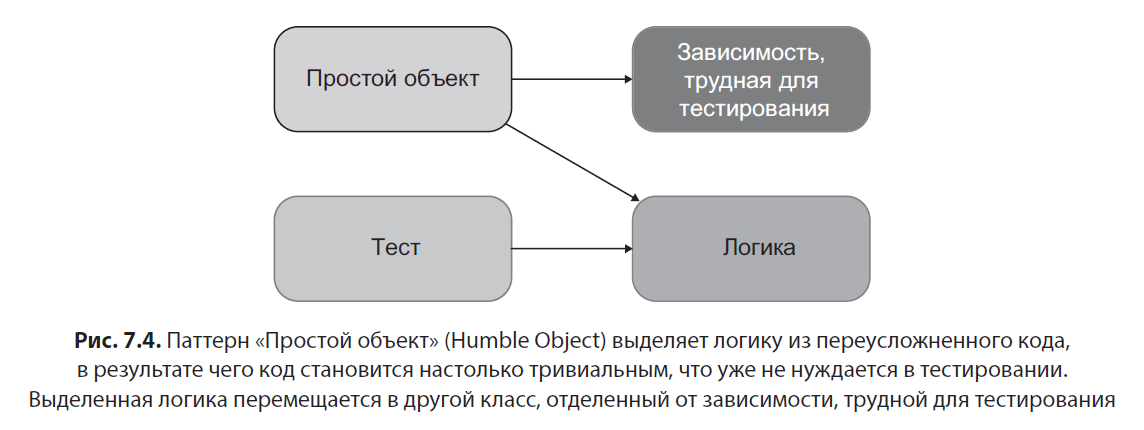 Простой объект
Зависимость,
трудная для
тестирования
Тест
Логика
Рис. 7.4. Паттерн «Простой объект» (Humble Object) выделяет логику из переусложненного кода,
в результате чего код становится настолько тривиальным, что уже не нуждается в тестировании.
Выделенная логика перемещается в другой класс, отделенный от зависимости, трудной для тестирования